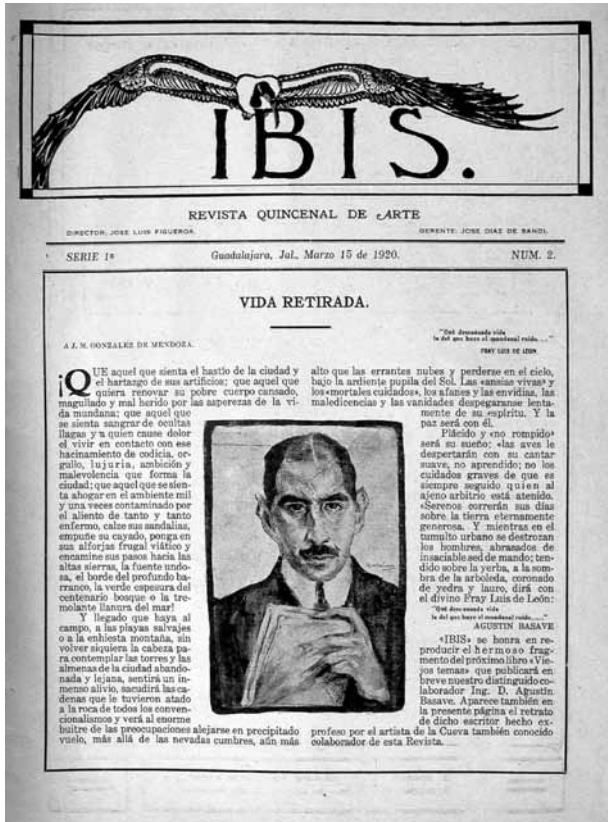 IBIS.
REVISTA QUINCENAL DE ARTE
DIRECTOR: JOSE LUIS FIGUEROA.
GERENTE: JOSE DIAZ DE SANDI.
SERIE 1ª
Guadalajara, Jal., Marzo 15 de 1920.
NUM. 2.
VIDA RETIRADA.
A J. M. GONZALEZ DE MENDOZA.
"Qué descansada vida
la del que huye el mundanal ruido...."
FRAY LUIS DE LEON.
¡QUE aquel que sienta el hastío de la ciudad y
el hartazgo de sus artificios; que aquel que
quiera renovar su pobre cuerpo cansado,
magullado y mal herido por las asperezas de la vi-
da mundana; que aquel que
se sienta sangrar de ocultas
llagas y a quien cause dolor
el vivir en contacto con ese
hacinamiento de codicia, or-
gullo, lujuria, ambición y
malevolencia que forma la
ciudad; que aquel que se sien-
ta ahogar en el ambiente mil
y una veces contaminado por
el aliento de tanto y tanto
enfermo, calze sus sandalias,
empuñe su cayado, ponga en
sus alforjas frugal viático y
encamine sus pasos hacia las
altas sierras, la fuente undo-
sa, el borde del profundo ba-
rranco, la verde espesura del
centenario bosque o la tre-
molante llanura del mar!
Y llegado que haya al
campo, a las playas salvajes
o a la enhiesta montaña, sin
volver siquiera la cabeza pa-
ra contemplar las torres y las
almenas de la ciudad abando-
nada y lejana, sentirá un in-
menso alivio, sacudirá las ca-
denas que le tuvieron atado
a la roca de todos los conven-
cionalismos y verá al enorme
buitre de las preocupaciones alejarse en precipitado
vuelo, más allá de las nevadas cumbres, aún más
alto que las errantes nubes y perderse en el cielo,
bajo la ardiente pupila del Sol. Las «ansias vivas» y
los «mortales cuidados», los afanes y las envidias, las
maledicencias y las vanidades despegaranse lenta-
mente de su espíritu. Y la
paz será con él.
Plácido y «no rompido»
será su sueño; «las aves le
despertarán con su cantar
suave, no aprendido; no los
cuidados graves de que es
siempre seguido quien al
ajeno arbitrio está atenido.
«Serenos correrán sus días
sobre la tierra eternamente
generosa. Y mientras en el
tumulto urbano se destrozan
los hombres, abrasados de
insaciable sed de mando; ten-
dido sobre la yerba, a la som-
bra de la arboleda, coronado
de yedra y lauro, dirá con
el divino Fray Luis de León:
"Qué descansada vida
la del que huye el mundanal ruido....."
AGUSTIN BASAVE
«IBIS» se honra en re-
producir el hermoso frag-
mento del próximo libro «Vie-
jos temas» que publicará en
breve nuestro distinguido co-
laborador Ing. D. Agustín
Basave. Aparece también en
la presente página el retrato
de dicho escritor hecho ex-
profeso por el artista de la Cueva también conocido
colaborador de esta Revista.